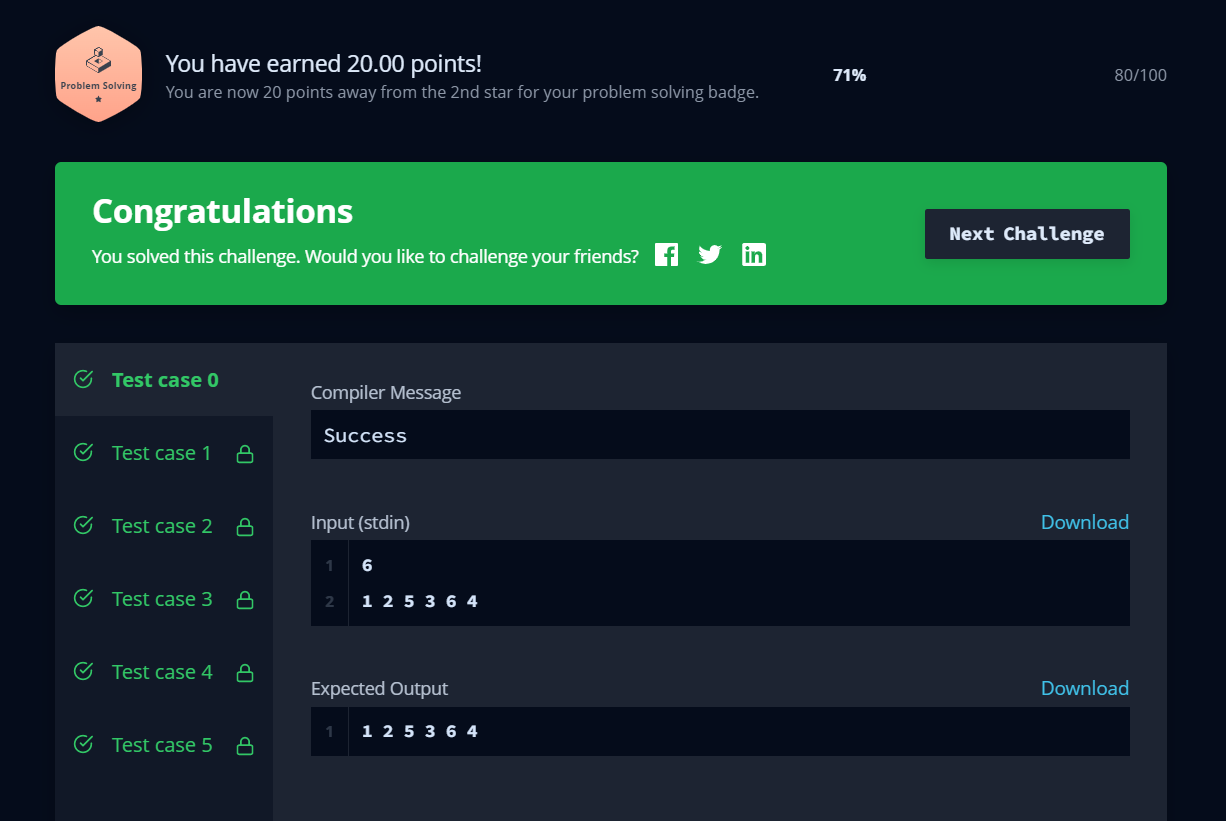 Problem Solving
You have earned 20.00 points!
You are now 20 points away from the 2nd star for your problem solving badge.
71%
80/100
Congratulations
You solved this challenge. Would you like to challenge your friends?
Next Challenge
Test case 0
Test case 1
Test case 2
Test case 3
Test case 4
Test case 5
Compiler Message
Success
Input (stdin)
Download
1 6
2 1 2 5 3 6 4
Expected Output
Download
1 1 2 5 3 6 4